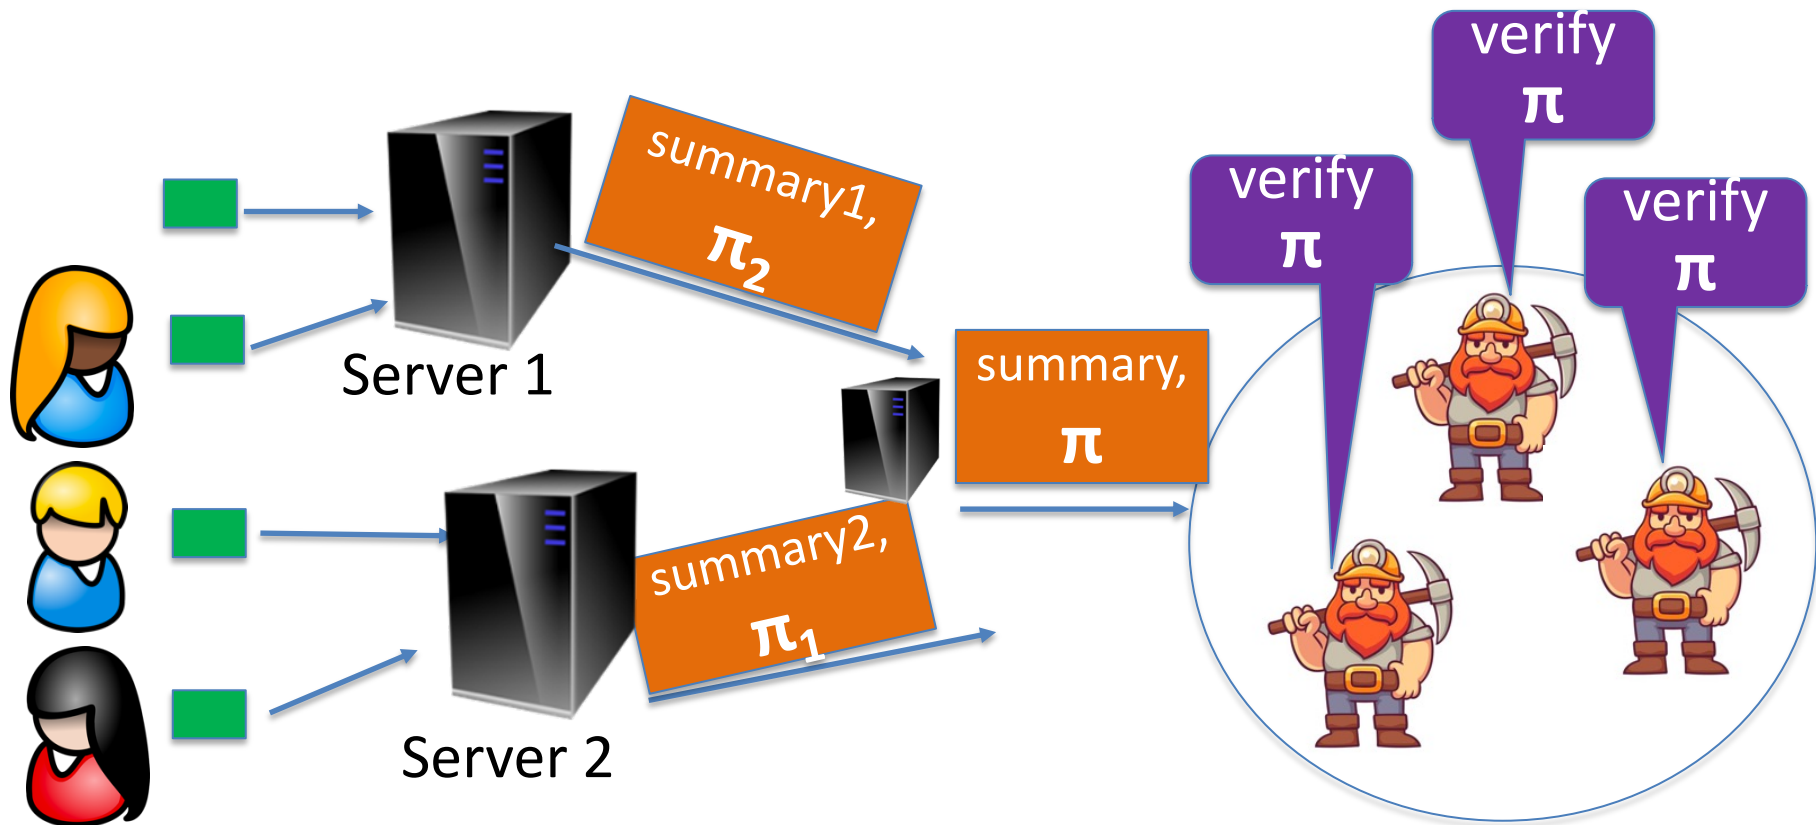 verify
π
verify
π
verify
π
summary1,
π₂
Server 1
summary,
π
summary2,
π₁
Server 2